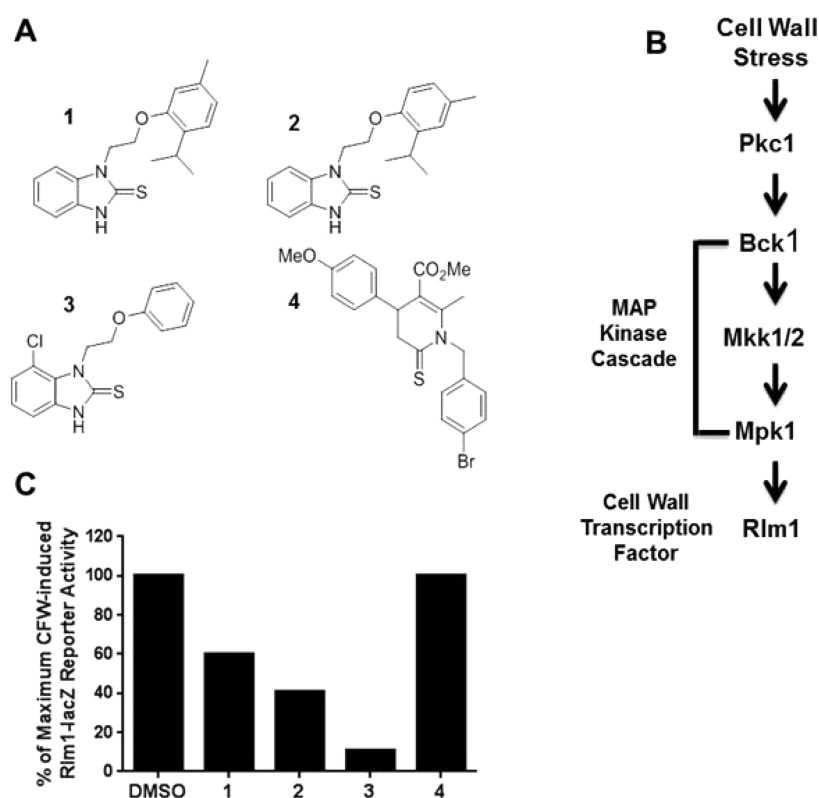 A
1
O
N
S
N
H
2
O
N
S
N
H
3
Cl
O
N
S
N
H
4
MeO
CO2Me
N
S
Br
B
Cell Wall
Stress
Pkc1
Bck1
MAP
Kinase
Cascade
Mkk1/2
Mpk1
Cell Wall
Transcription
Factor
Rlm1
C
% of Maximum CFW-induced
Rlm1-lacZ Reporter Activity
120
100
80
60
40
20
0
DMSO 1 2 3 4